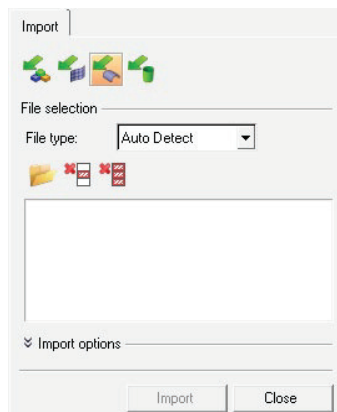 Import
File selection
File type: Auto Detect
Import options
Import Close